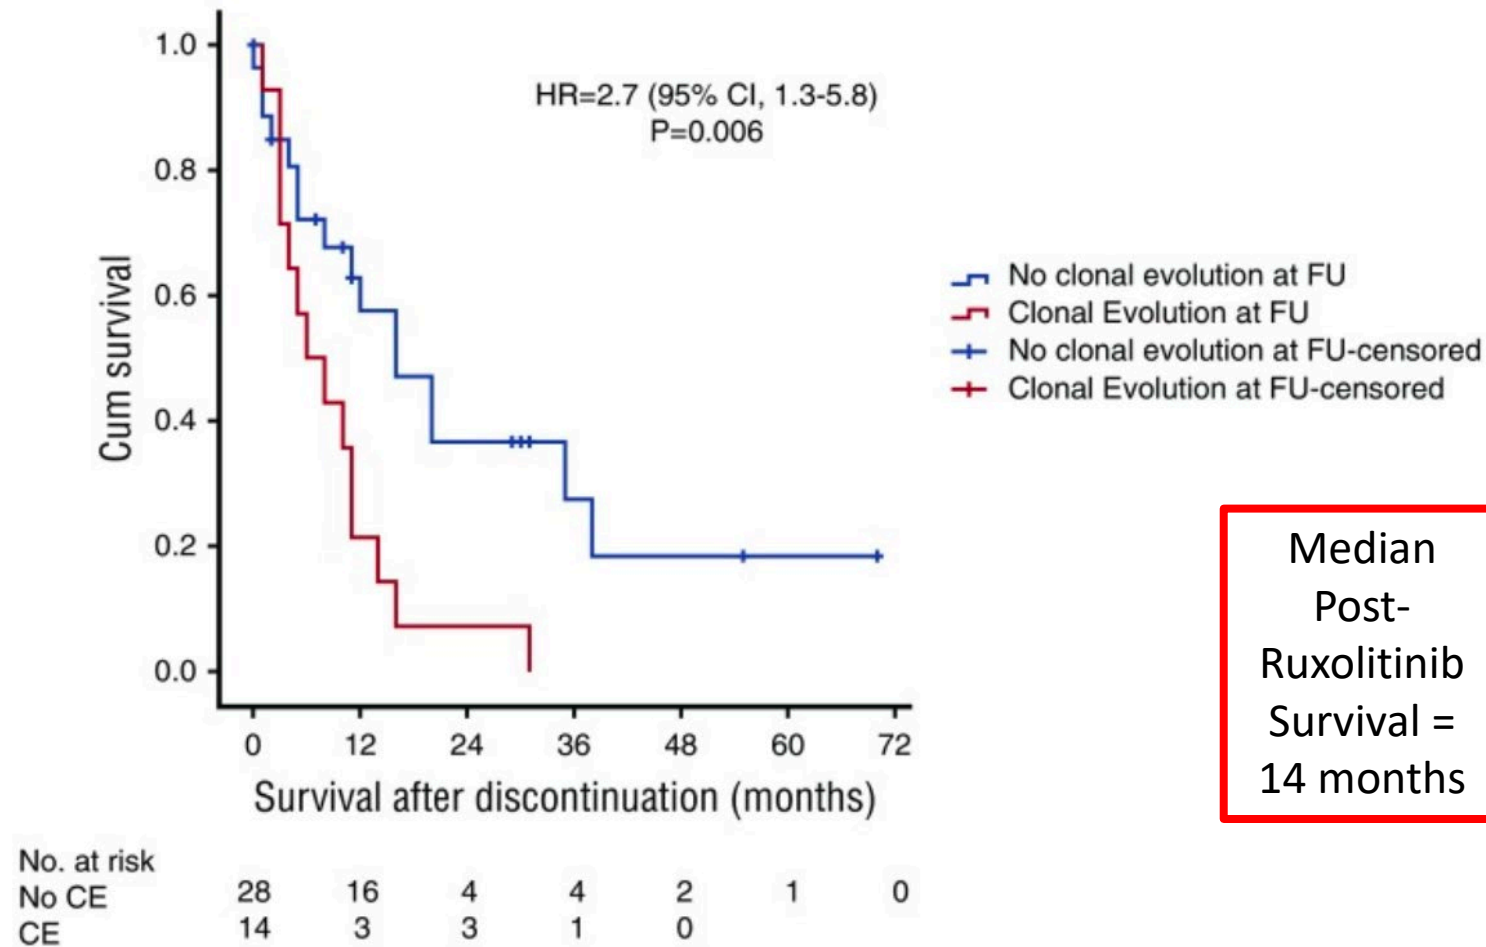 HR=2.7 (95% CI, 1.3-5.8)
P=0.006
Cum survival
1.0
0.8
0.6
0.4
0.2
0.0
0 12 24 36 48 60 72
Survival after discontinuation (months)
No clonal evolution at FU
Clonal Evolution at FU
No clonal evolution at FU-censored
Clonal Evolution at FU-censored
Median
Post-
Ruxolitinib
Survival =
14 months
No. at risk
No CE 28 16 4 4 2 1 0
CE 14 3 3 1 0